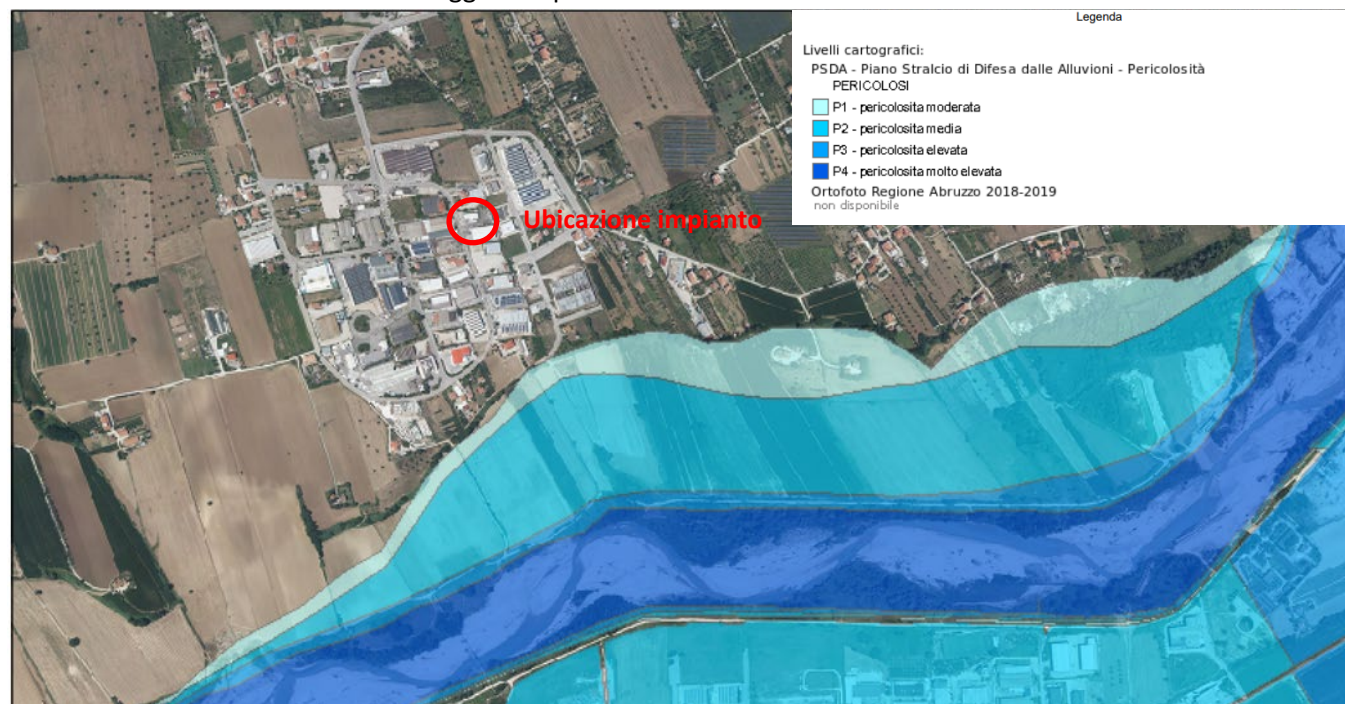 Legenda
Livelli cartografici:
PSDA - Piano Stralcio di Difesa dalle Alluvioni - Pericolosità
PERICOLOSI
P1 - pericolosita moderata
P2 - pericolosita media
P3 - pericolosita elevata
P4 - pericolosita molto elevata
Ortofoto Regione Abruzzo 2018-2019
non disponibile
Ubicazione impianto